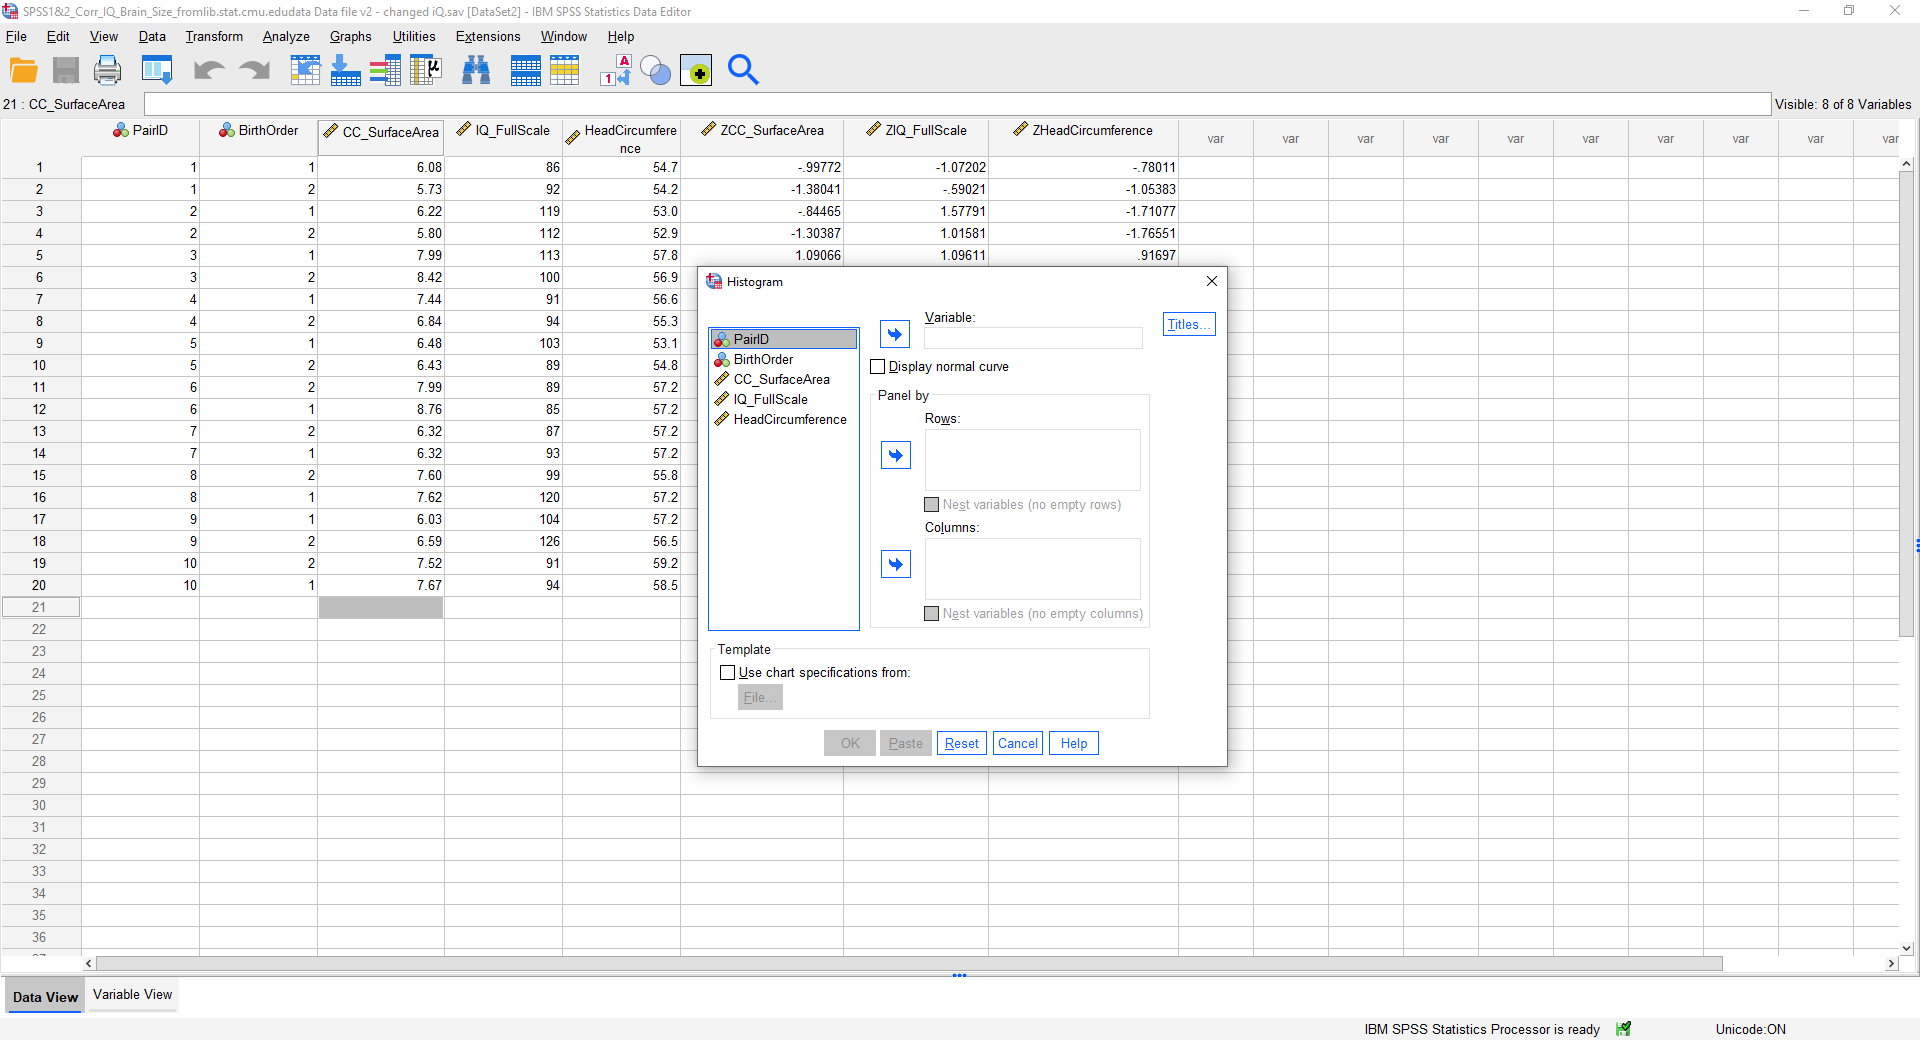 SPSS1&2_Corr_IQ_Brain_Size_fromlib.stat.cmu.edudata Data file v2 - changed iQ.sav [DataSet2] - IBM SPSS Statistics Data Editor
File Edit View Data Transform Analyze Graphs Utilities Extensions Window Help
21 : CC_SurfaceArea
Visible: 8 of 8 Variables
PairID BirthOrder CC_SurfaceArea IQ_FullScale HeadCircumfere ZCC_SurfaceArea ZIQ_FullScale ZHeadCircumference var var var var var var var var var var
nce
1 1 1 6.08 86 54.7 -.99772 -1.07202 -.78011
2 1 2 5.73 92 54.2 -1.38041 -.59021 -1.05383
3 2 1 6.22 119 53.0 -.84465 1.57791 -1.71077
4 2 2 5.80 112 52.9 -1.30387 1.01581 -1.76551
5 3 1 7.99 113 57.8 1.09066 1.09611 .91697
6 3 2 8.42 100 56.9
7 4 1 7.44 91 56.6
8 4 2 6.84 94 55.3
9 5 1 6.48 103 53.1
10 5 2 6.43 89 54.8
11 6 2 7.99 89 57.2
12 6 1 8.76 85 57.2
13 7 2 6.32 87 57.2
14 7 1 6.32 93 57.2
15 8 2 7.60 99 55.8
16 8 1 7.62 120 57.2
17 9 1 6.03 104 57.2
18 9 2 6.59 126 56.5
19 10 2 7.52 91 59.2
20 10 1 7.67 94 58.5
21
22
23
24
25
26
27
28
29
30
31
32
33
34
35
36
Histogram
PairID
BirthOrder
CC_SurfaceArea
IQ_FullScale
HeadCircumference
Variable:
Titles...
Display normal curve
Panel by
Rows:
Nest variables (no empty rows)
Columns:
Nest variables (no empty columns)
Template
Use chart specifications from:
File...
OK Paste Reset Cancel Help
Data View Variable View
IBM SPSS Statistics Processor is ready Unicode:ON